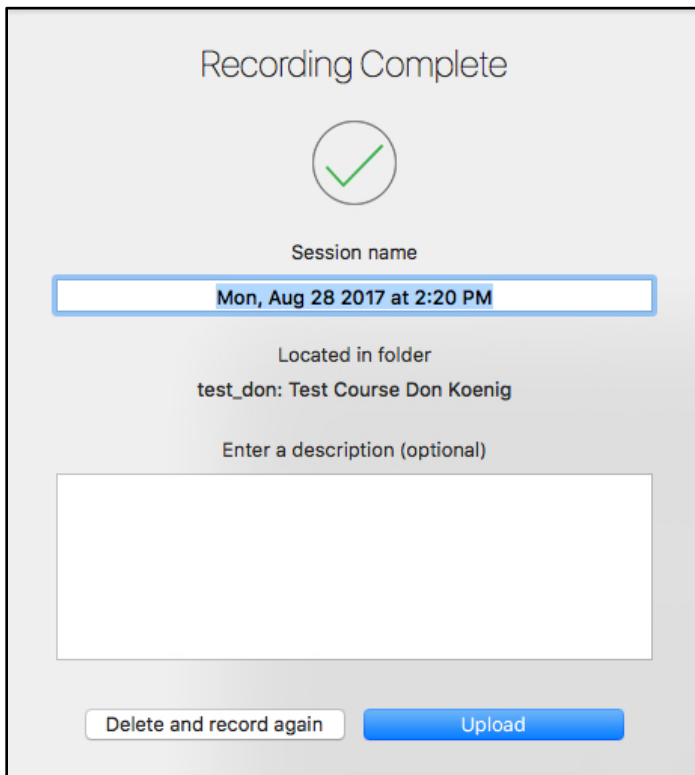 Recording Complete
Session name
Mon, Aug 28 2017 at 2:20 PM
Located in folder
test_don: Test Course Don Koenig
Enter a description (optional)
Delete and record again
Upload